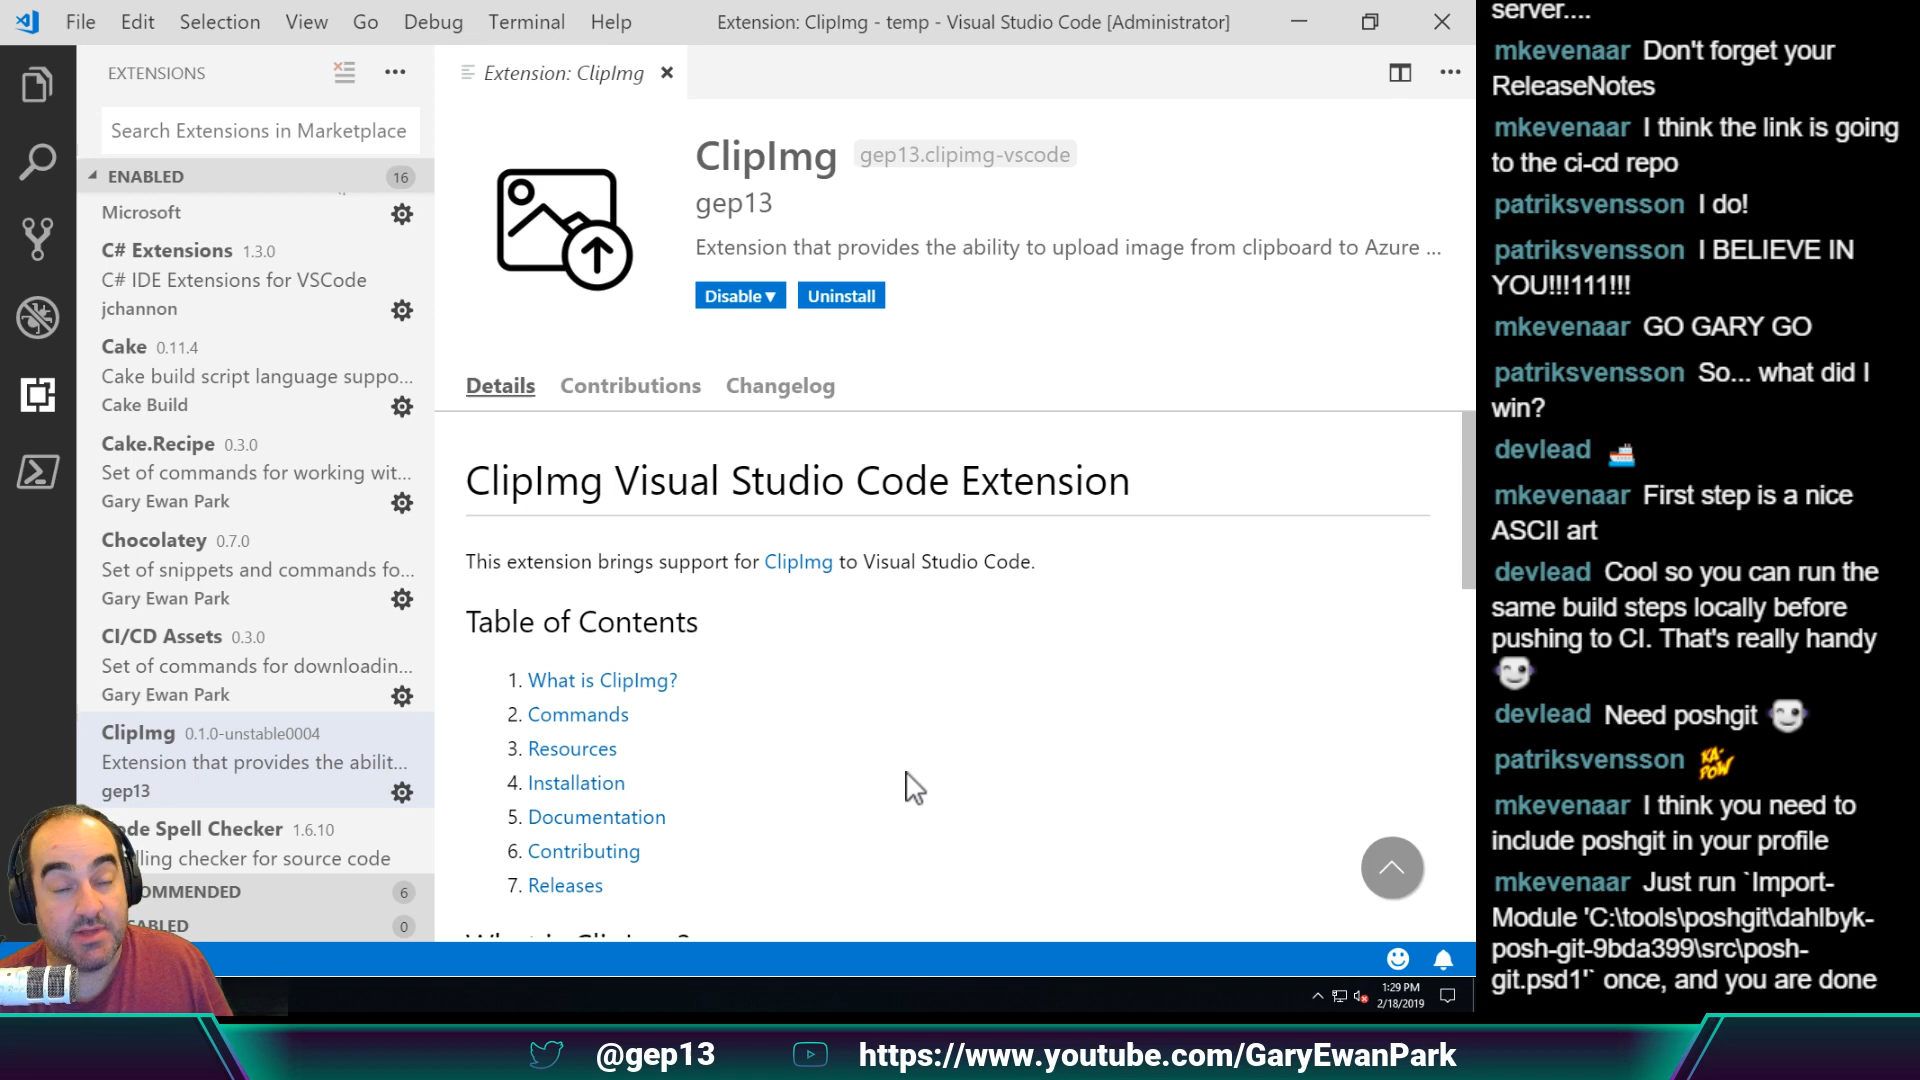 File Edit Selection View Go Debug Terminal Help
Extension: ClipImg - temp - Visual Studio Code [Administrator]
EXTENSIONS
Search Extensions in Marketplace
ENABLED 16
Microsoft
C# Extensions 1.3.0
C# IDE Extensions for VSCode
jchannon
Cake 0.11.4
Cake build script language suppo...
Cake Build
Cake.Recipe 0.3.0
Set of commands for working wit...
Gary Ewan Park
Chocolatey 0.7.0
Set of snippets and commands fo...
Gary Ewan Park
CI/CD Assets 0.3.0
Set of commands for downloadin...
Gary Ewan Park
ClipImg 0.1.0-unstable0004
Extension that provides the abilit...
gep13
ode Spell Checker 1.6.10
lling checker for source code
OMMENDED 6
ABLED 0
Extension: ClipImg
ClipImg gep13.clipimg-vscode
gep13
Extension that provides the ability to upload image from clipboard to Azure ...
Disable▼ Uninstall
Details Contributions Changelog
ClipImg Visual Studio Code Extension
This extension brings support for ClipImg to Visual Studio Code.
Table of Contents
1. What is ClipImg?
2. Commands
3. Resources
4. Installation
5. Documentation
6. Contributing
7. Releases
1:29 PM
2/18/2019
server....
mkevenaar Don't forget your
ReleaseNotes
mkevenaar I think the link is going
to the ci-cd repo
patriksvensson I do!
patriksvensson I BELIEVE IN
YOU!!!111!!!
mkevenaar GO GARY GO
patriksvensson So... what did I
win?
devlead
mkevenaar First step is a nice
ASCII art
devlead Cool so you can run the
same build steps locally before
pushing to CI. That's really handy
devlead Need poshgit
patriksvensson KA-
POW
mkevenaar I think you need to
include poshgit in your profile
mkevenaar Just run `Import-
Module 'C:\tools\poshgit\dahlbyk-
posh-git-9bda399\src\posh-
git.psd1'` once, and you are done
@gep13
https://www.youtube.com/GaryEwanPark